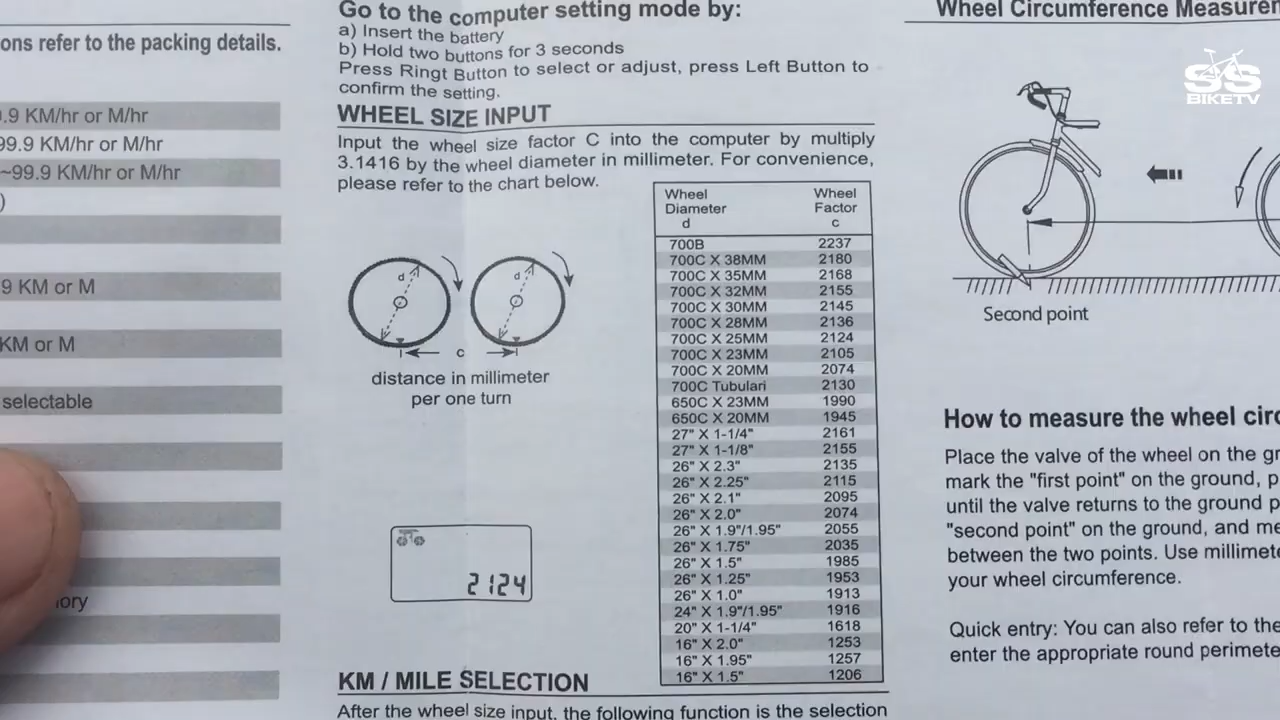 ons refer to the packing details.
.9 KM/hr or M/hr
99.9 KM/hr or M/hr
~99.9 KM/hr or M/hr
)
9 KM or M
KM or M
selectable
ory
Go to the computer setting mode by:
a) Insert the battery
b) Hold two buttons for 3 seconds
Press Ringt Button to select or adjust, press Left Button to
confirm the setting.
WHEEL SIZE INPUT
Input the wheel size factor C into the computer by multiply
3.1416 by the wheel diameter in millimeter. For convenience,
please refer to the chart below.
d d
c
distance in millimeter
per one turn
2124
Wheel Diameter d Wheel Factor c
700B 2237
700C X 38MM 2180
700C X 35MM 2168
700C X 32MM 2155
700C X 30MM 2145
700C X 28MM 2136
700C X 25MM 2124
700C X 23MM 2105
700C X 20MM 2074
700C Tubulari 2130
650C X 23MM 1990
650C X 20MM 1945
27" X 1-1/4" 2161
27" X 1-1/8" 2155
26" X 2.3" 2135
26" X 2.25" 2115
26" X 2.1" 2095
26" X 2.0" 2074
26" X 1.9"/1.95" 2055
26" X 1.75" 2035
26" X 1.5" 1985
26" X 1.25" 1953
26" X 1.0" 1913
24" X 1.9"/1.95" 1916
20" X 1-1/4" 1618
16" X 2.0" 1253
16" X 1.95" 1257
16" X 1.5" 1206
KM / MILE SELECTION
After the wheel size input, the following function is the selection
Wheel Circumference Measurem
SS
BIKETV
Second point
How to measure the wheel circ
Place the valve of the wheel on the gr
mark the "first point" on the ground, p
until the valve returns to the ground p
"second point" on the ground, and me
between the two points. Use millimete
your wheel circumference.
Quick entry: You can also refer to the
enter the appropriate round perimete